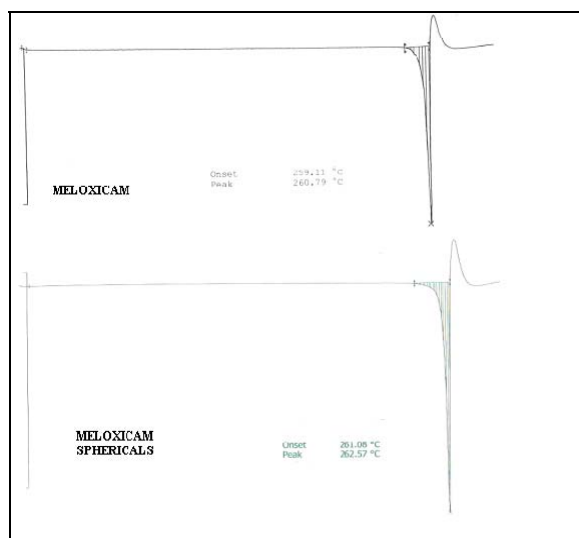 Onset 259.11 °C
Peak 260.79 °C
MELOXICAM
MELOXICAM
SPHERICALS
Onset 261.08 °C
Peak 262.57 °C